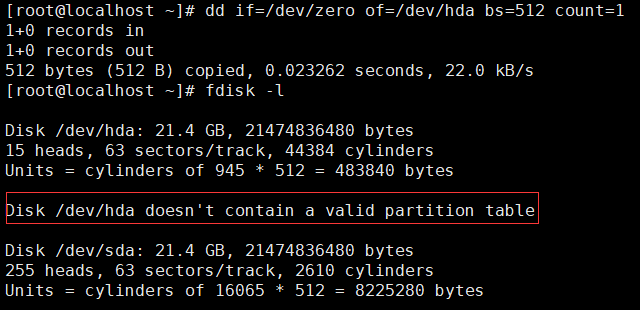 [root@localhost ~]# dd if=/dev/zero of=/dev/hda bs=512 count=1
1+0 records in
1+0 records out
512 bytes (512 B) copied, 0.023262 seconds, 22.0 kB/s
[root@localhost ~]# fdisk -l
Disk /dev/hda: 21.4 GB, 21474836480 bytes
15 heads, 63 sectors/track, 44384 cylinders
Units = cylinders of 945 * 512 = 483840 bytes
Disk /dev/hda doesn't contain a valid partition table
Disk /dev/sda: 21.4 GB, 21474836480 bytes
255 heads, 63 sectors/track, 2610 cylinders
Units = cylinders of 16065 * 512 = 8225280 bytes